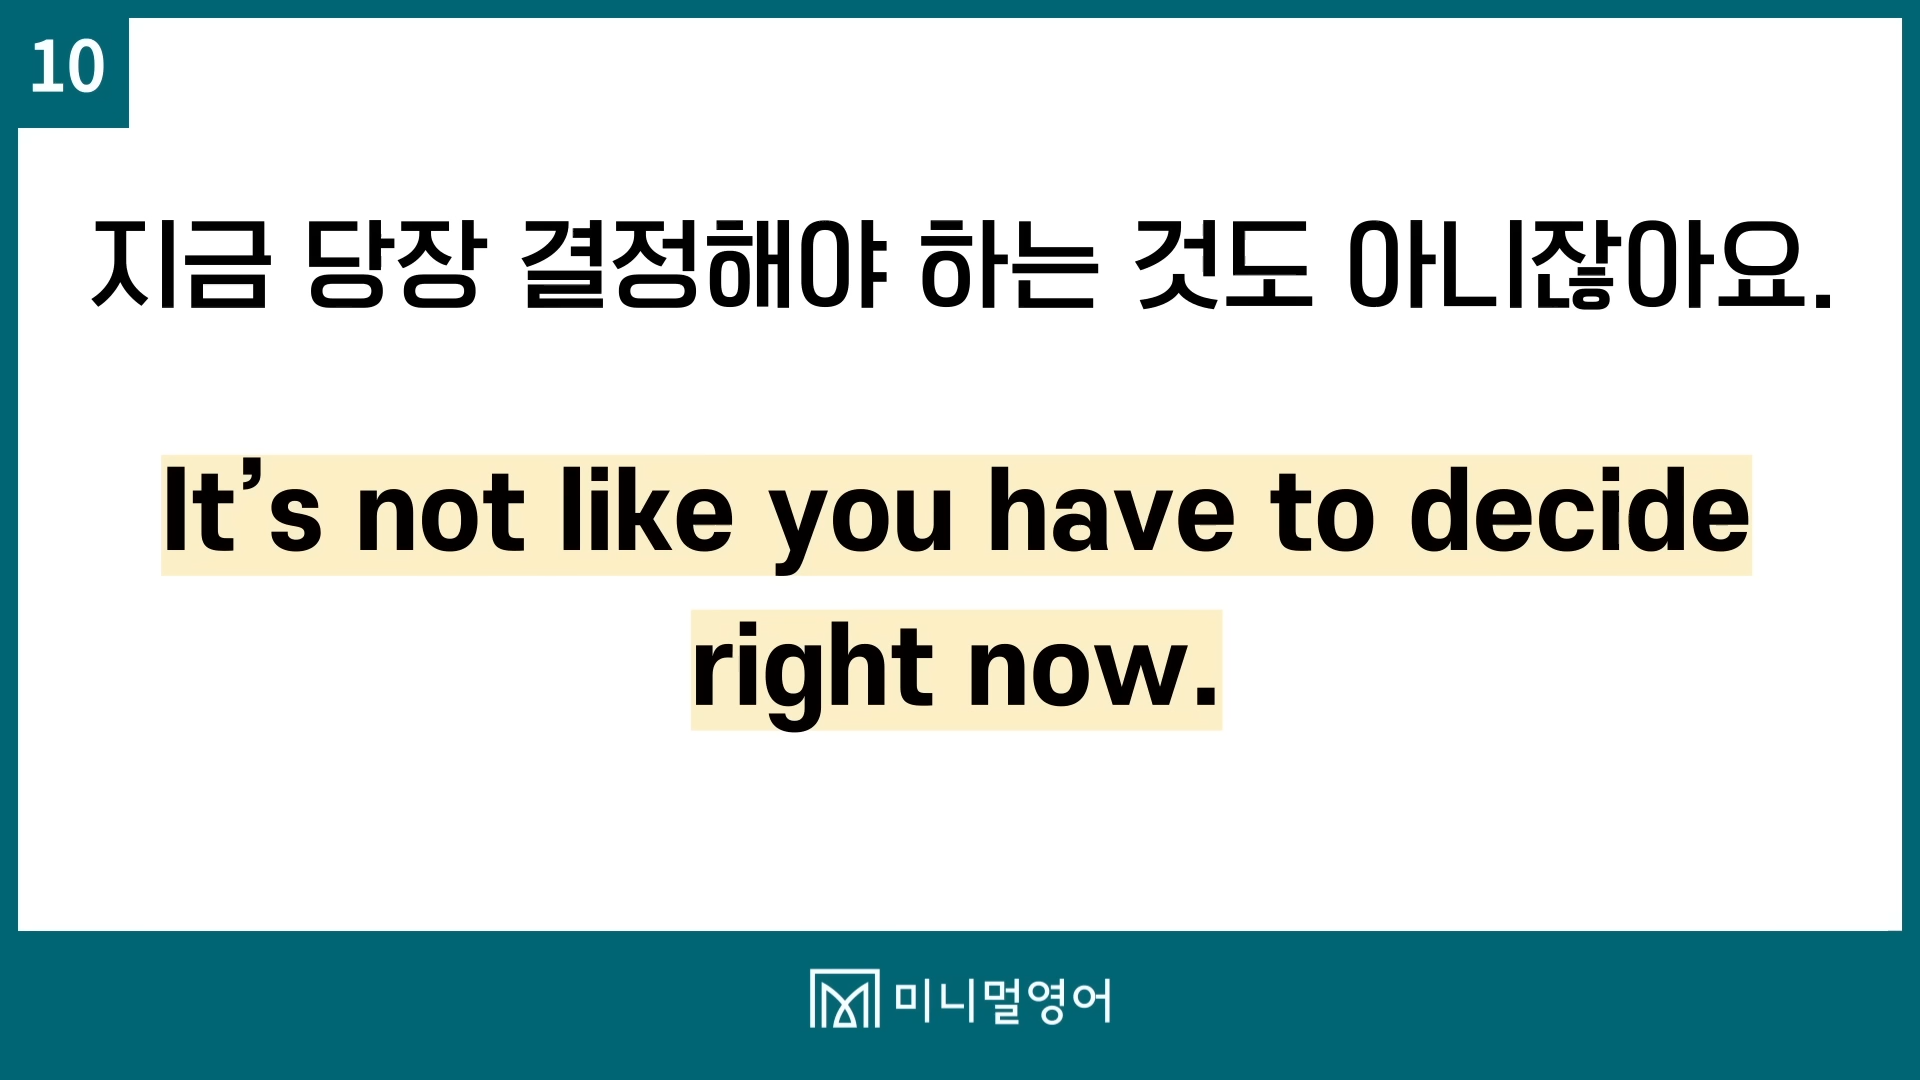 10
지금 당장 결정해야 하는 것도 아니잖아요.
It’s not like you have to decide
right now.
미니멀영어